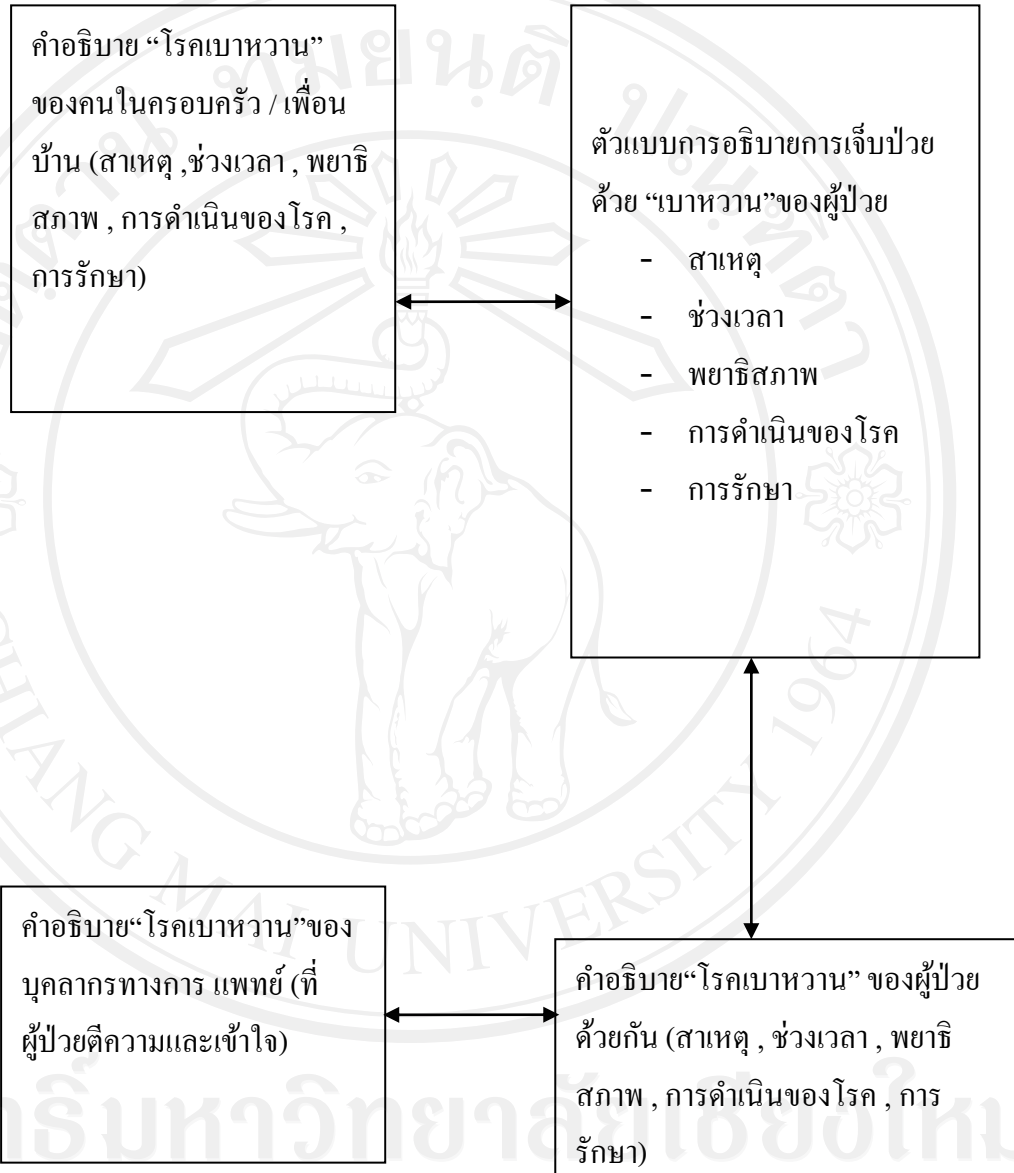 คำอธิบาย “โรคเบาหวาน”
ของคนในครอบครัว / เพื่อน
บ้าน (สาเหตุ ,ช่วงเวลา , พยาธิ
สภาพ , การดำเนินของโรค ,
การรักษา)
ตัวแบบการอธิบายการเจ็บป่วย
ด้วย “เบาหวาน”ของผู้ป่วย
- สาเหตุ
- ช่วงเวลา
- พยาธิสภาพ
- การดำเนินของโรค
- การรักษา
คำอธิบาย“โรคเบาหวาน”ของ
บุคลากรทางการ แพทย์ (ที่
ผู้ป่วยตีความและเข้าใจ)
คำอธิบาย“โรคเบาหวาน” ของผู้ป่วย
ด้วยกัน (สาเหตุ , ช่วงเวลา , พยาธิ
สภาพ , การดำเนินของโรค , การ
รักษา)
CHIANG MAI UNIVERSITY 1964